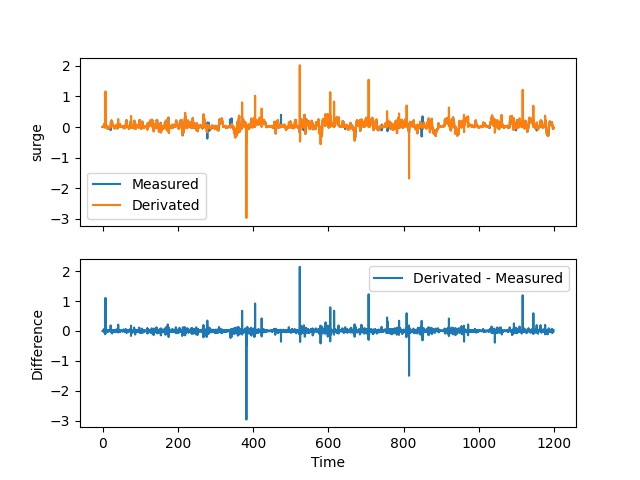 2
1
0
−1
−2
−3
surge
Measured
Derivated
2
1
0
−1
−2
−3
Difference
Derivated - Measured
0 200 400 600 800 1000 1200
Time